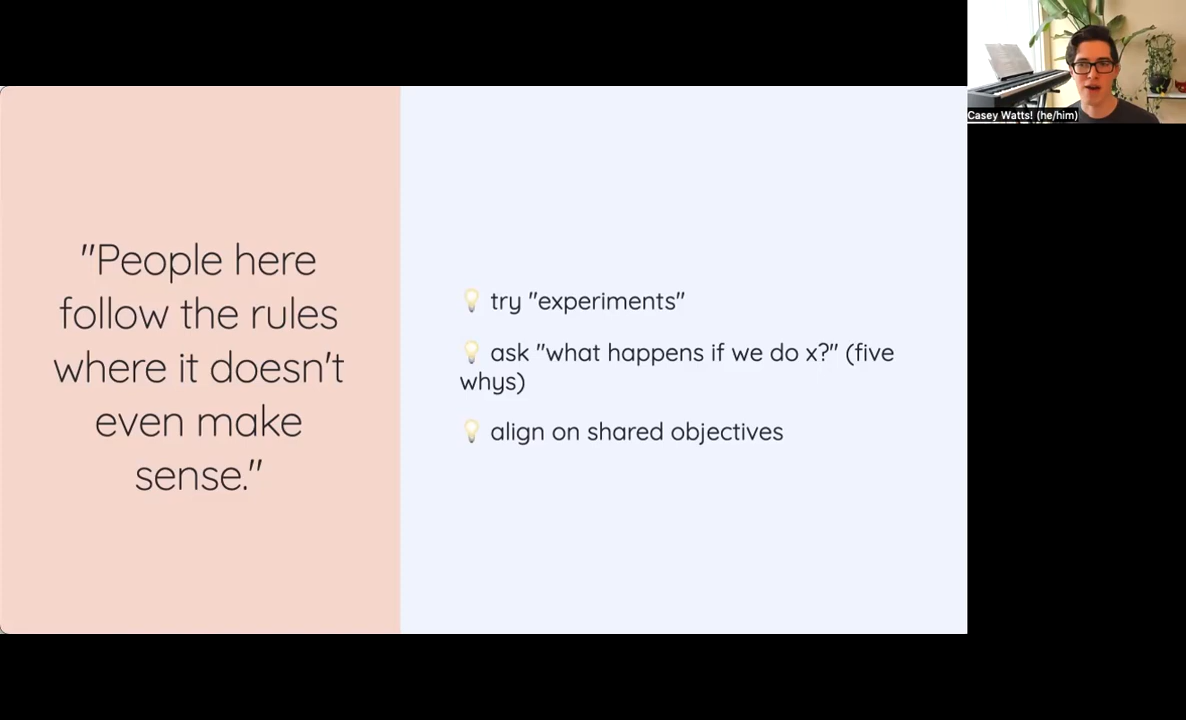 "People here
follow the rules
where it doesn't
even make
sense."
💡 try "experiments"
💡 ask "what happens if we do x?" (five
whys)
💡 align on shared objectives
Casey Watts! (he/him)